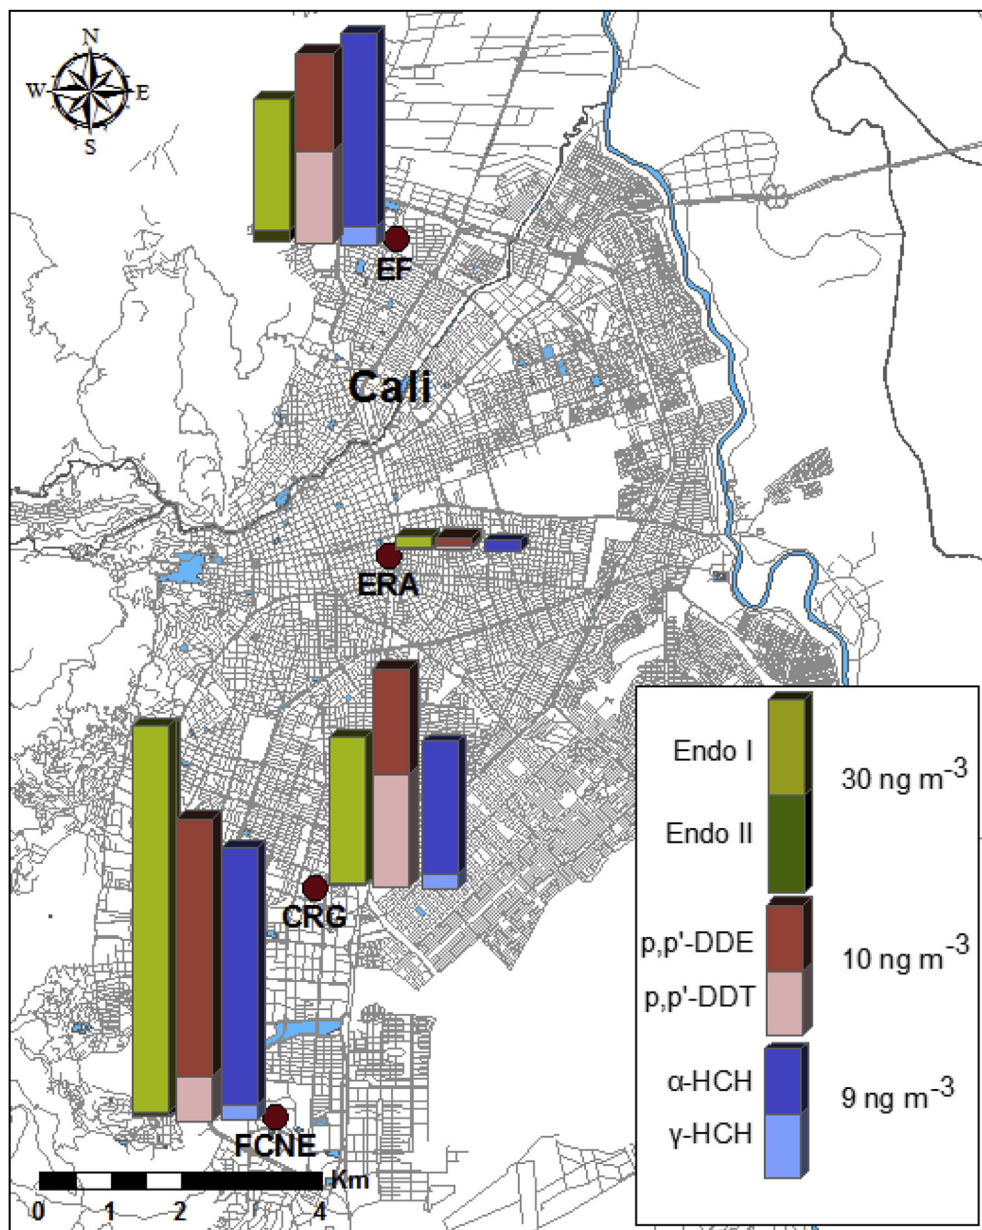 N
W E
S
EF
Cali
ERA
CRG
FCNE
Km
0 2 4
Endo I
30 ng m⁻³
Endo II
p,p'-DDE
10 ng m⁻³
p,p'-DDT
α-HCH
9 ng m⁻³
γ-HCH